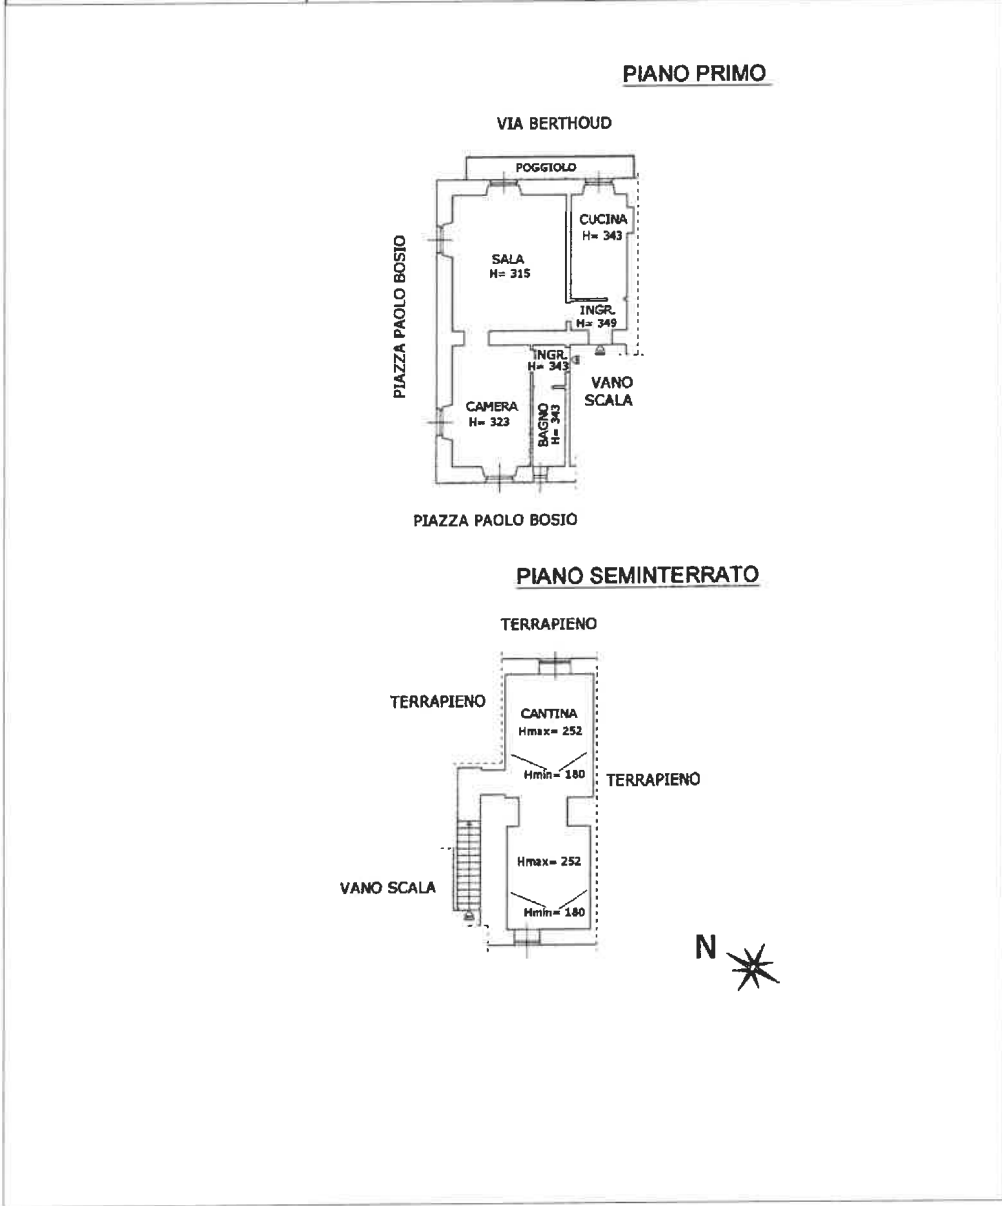 PIANO PRIMO
VIA BERTHOUD
POGGIOLO
CUCINA
H= 343
PIAZZA PAOLO BOSIO
SALA
H= 315
INGR.
H= 349
INGR.
H= 343
VANO
SCALA
CAMERA
H= 323
BAGNO
H= 343
PIAZZA PAOLO BOSIO
PIANO SEMINTERRATO
TERRAPIENO
TERRAPIENO
CANTINA
Hmax= 252
Hmin= 180
TERRAPIENO
Hmax= 252
VANO SCALA
Hmin= 180
N